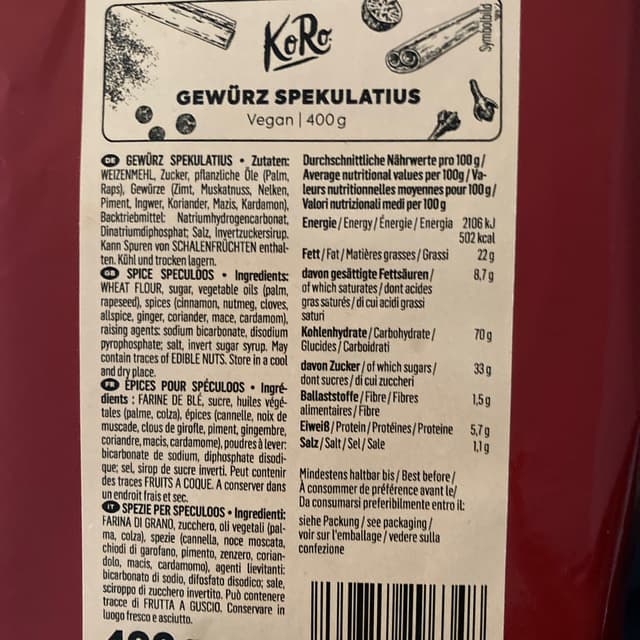 KoRo
Symbolbild
GEWÜRZ SPEKULATIUS
Vegan | 400 g
DE GEWÜRZ SPEKULATIUS • Zutaten:
WEIZENMEHL, Zucker, pflanzliche Öle (Palm,
Raps), Gewürze (Zimt, Muskatnuss, Nelken,
Piment, Ingwer, Koriander, Mazis, Kardamom),
Backtriebmittel: Natriumhydrogencarbonat,
Dinatriumdiphosphat; Salz, Invertzuckersirup.
Kann Spuren von SCHALENFRÜCHTEN enthal-
ten. Kühl und trocken lagern.
GB SPICE SPECULOOS • Ingredients:
WHEAT FLOUR, sugar, vegetable oils (palm,
rapeseed), spices (cinnamon, nutmeg, cloves,
allspice, ginger, coriander, mace, cardamom),
raising agents: sodium bicarbonate, disodium
pyrophosphate; salt, invert sugar syrup. May
contain traces of EDIBLE NUTS. Store in a cool
and dry place.
FR ÉPICES POUR SPÉCULOOS • Ingré-
dients : FARINE DE BLÉ, sucre, huiles végé-
tales (palme, colza), épices (cannelle, noix de
muscade, clous de girofle, piment, gingembre,
coriandre, macis, cardamome), poudres à lever:
bicarbonate de sodium, diphosphate disodi-
que; sel, sirop de sucre inverti. Peut contenir
des traces FRUITS A COQUE. A conserver dans
un endroit frais et sec.
IT SPEZIE PER SPECULOOS • Ingredienti:
FARINA DI GRANO, zucchero, oli vegetali (pal-
ma, colza), spezie (cannella, noce moscata,
chiodi di garofano, pimento, zenzero, corian-
dolo, macis, cardamomo), agenti lievitanti:
bicarbonato di sodio, difosfato disodico; sale,
sciroppo di zucchero invertito. Può contenere
tracce di FRUTTA A GUSCIO. Conservare in
luogo fresco e asciutto.
Durchschnittliche Nährwerte pro 100 g /
Average nutritional values per 100g / Va-
leurs nutritionnelles moyennes pour 100 g /
Valori nutrizionali medi per 100 g
Energie / Energy / Énergie / Energia 2106 kJ
502 kcal
Fett / Fat / Matières grasses / Grassi 22 g
davon gesättigte Fettsäuren / 8,7 g
of which saturates / dont acides
gras saturés / di cui acidi grassi
saturi
Kohlenhydrate / Carbohydrate / 70 g
Glucides / Carboidrati
davon Zucker / of which sugars / 33 g
dont sucres / di cui zuccheri
Ballaststoffe / Fibre / Fibres 1,5 g
alimentaires / Fibre
Eiweiß / Protein / Protéines / Proteine 5,7 g
Salz / Salt / Sel / Sale 1,1 g
Mindestens haltbar bis / Best before /
À consommer de préférence avant le /
Da consumarsi preferibilmente entro il:
siehe Packung / see packaging /
voir sur l'emballage / vedere sulla
confezione